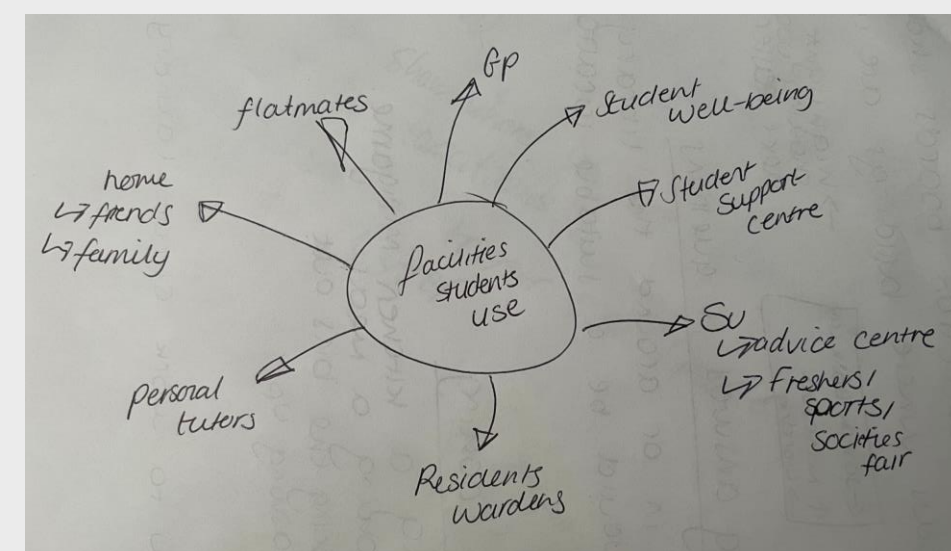 facilities
students
use
Gp
Student
well-being
Student
Support
centre
SU
↳ advice centre
↳ freshers/
sports/
societies
fair
Residents
wardens
personal
tutors
home
↳ friends
↳ family
flatmates